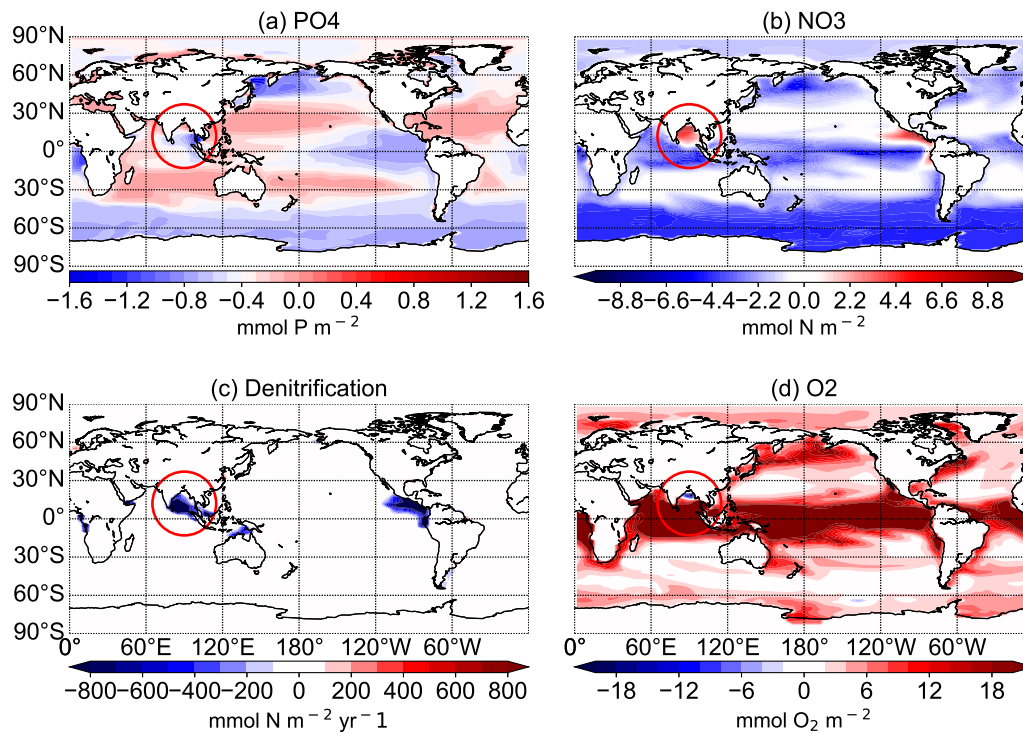 (a) PO4
(b) NO3
90°N
60°N
30°N
0°
30°S
60°S
90°S
−1.6 −1.2 −0.8 −0.4 0.0 0.4 0.8 1.2 1.6
mmol P m⁻²
−8.8 −6.6 −4.4 −2.2 0.0 2.2 4.4 6.6 8.8
mmol N m⁻²
(c) Denitrification
(d) O2
90°N
60°N
30°N
0°
30°S
60°S
90°S
0° 60°E 120°E 180° 120°W 60°W
0° 60°E 120°E 180° 120°W 60°W
−800 −600 −400 −200 0 200 400 600 800
mmol N m⁻² yr⁻1
−18 −12 −6 0 6 12 18
mmol O₂ m⁻²